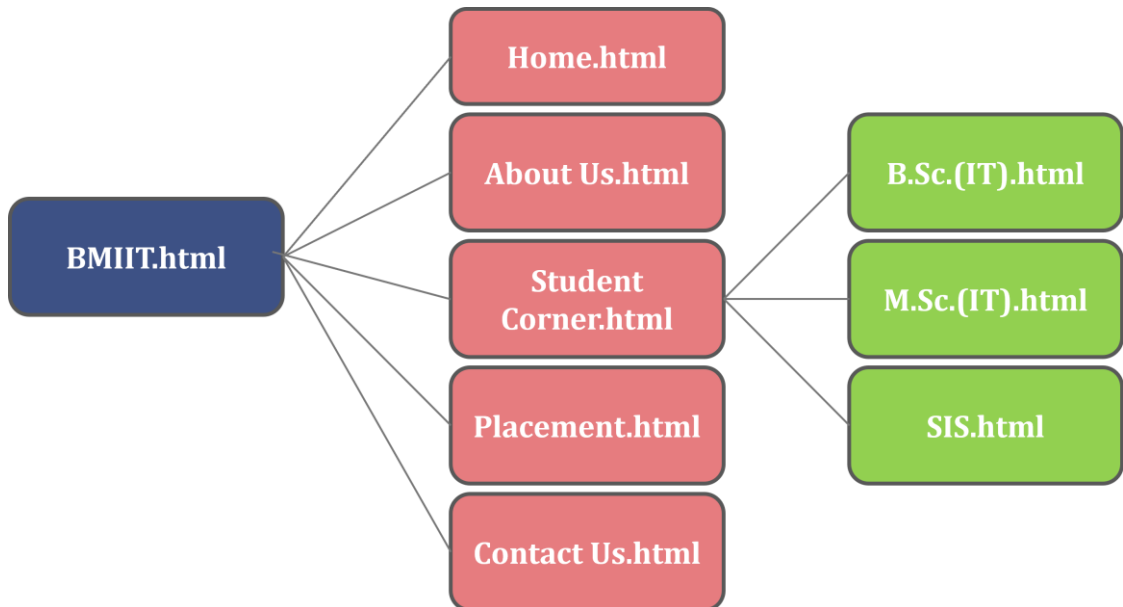 BMIIT.html
Home.html
About Us.html
Student
Corner.html
Placement.html
Contact Us.html
B.Sc.(IT).html
M.Sc.(IT).html
SIS.html